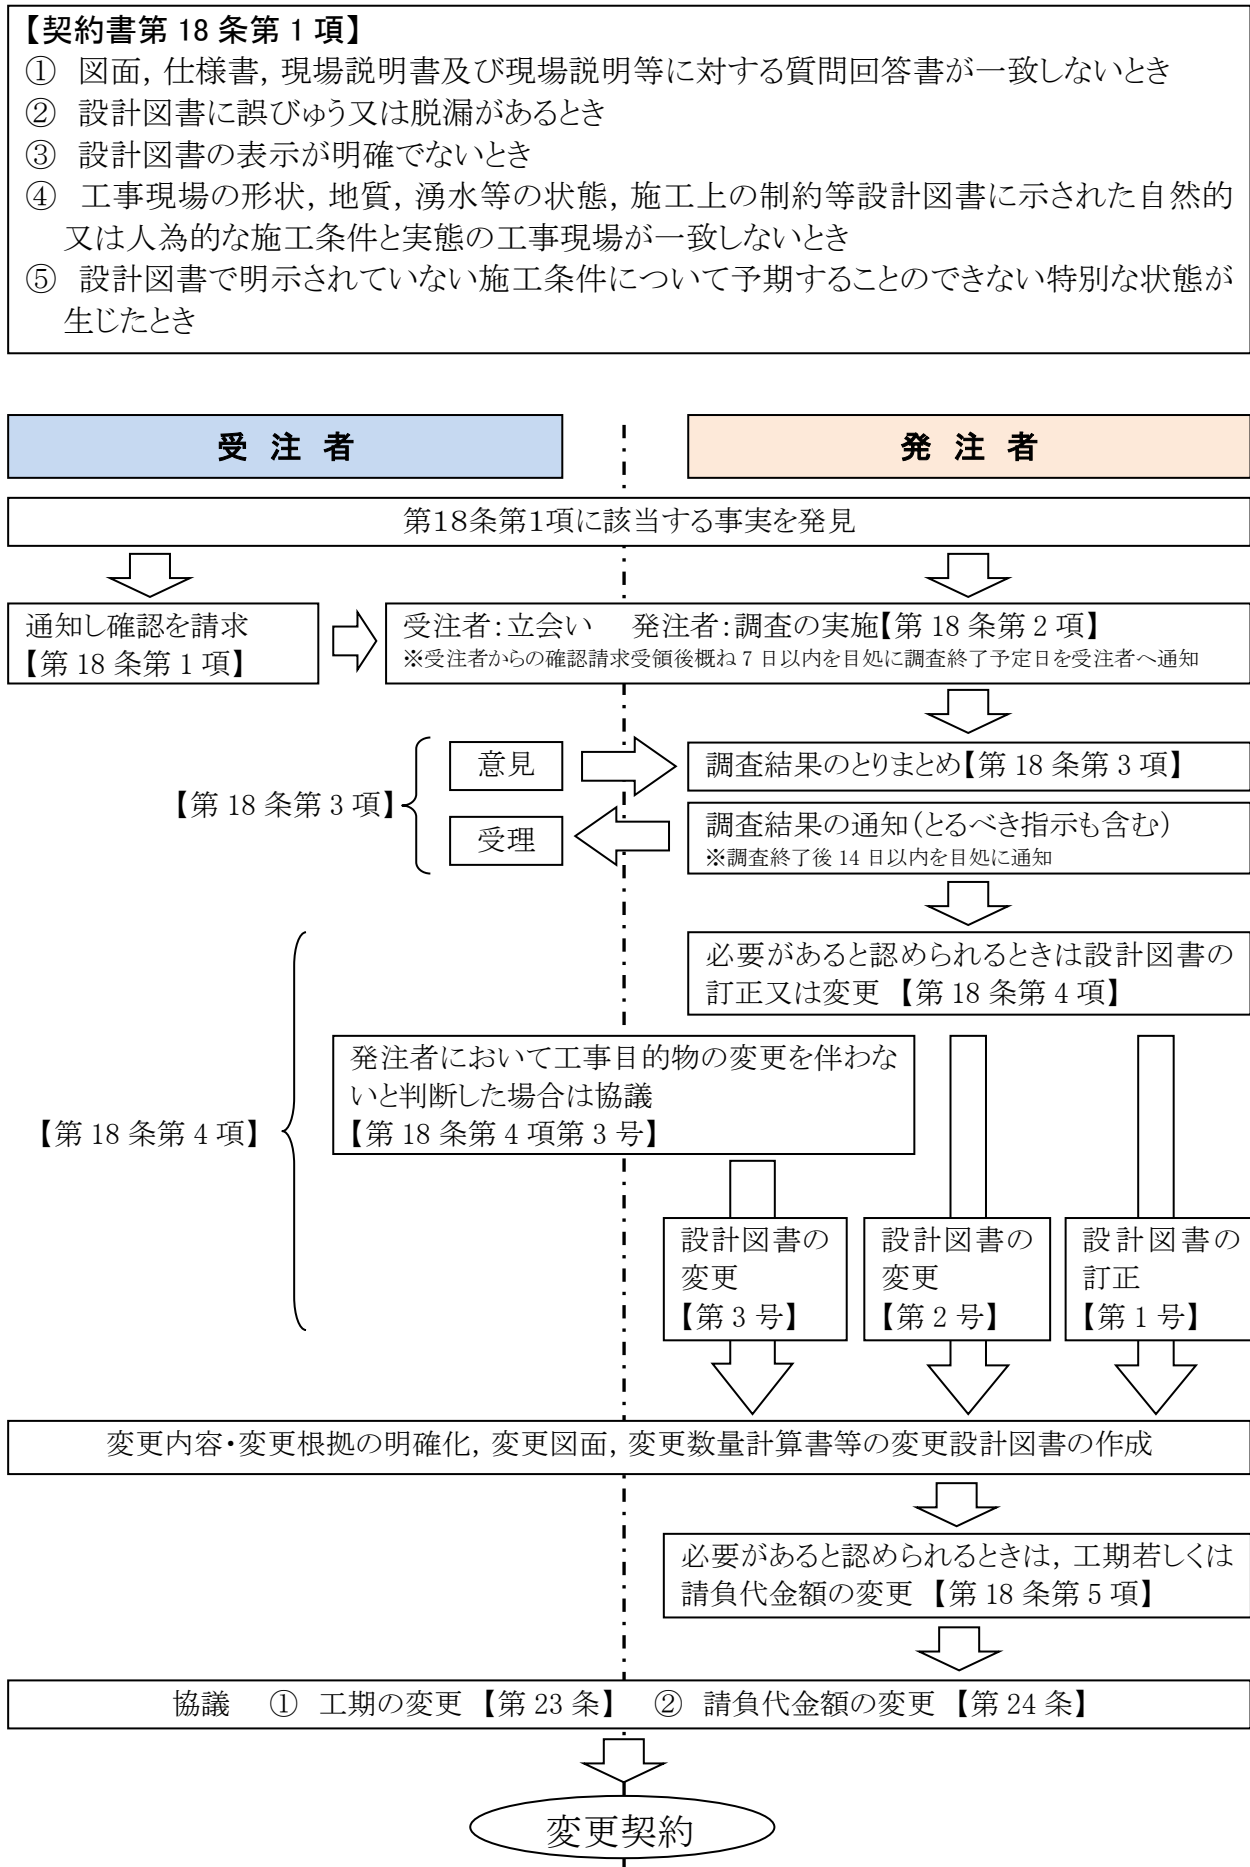 【契約書第 18 条第 1 項】
① 図面, 仕様書, 現場説明書及び現場説明等に対する質問回答書が一致しないとき
② 設計図書に誤びゅう又は脱漏があるとき
③ 設計図書の表示が明確でないとき
④ 工事現場の形状, 地質, 湧水等の状態, 施工上の制約等設計図書に示された自然的
又は人為的な施工条件と実態の工事現場が一致しないとき
⑤ 設計図書で明示されていない施工条件について予期することのできない特別な状態が
生じたとき
受 注 者
発 注 者
第18条第1項に該当する事実を発見
通知し確認を請求
【第 18 条第 1 項】
受注者：立会い 発注者：調査の実施【第 18 条第 2 項】
※受注者からの確認請求受領後概ね 7 日以内を目処に調査終了予定日を受注者へ通知
意見
調査結果のとりまとめ【第 18 条第 3 項】
【第 18 条第 3 項】
受理
調査結果の通知（とるべき指示も含む）
※調査終了後 14 日以内を目処に通知
必要があると認められるときは設計図書の
訂正又は変更 【第 18 条第 4 項】
発注者において工事目的物の変更を伴わな
いと判断した場合は協議
【第 18 条第 4 項第 3 号】
【第 18 条第 4 項】
設計図書の
変更
【第 3 号】
設計図書の
変更
【第 2 号】
設計図書の
訂正
【第 1 号】
変更内容・変更根拠の明確化, 変更図面, 変更数量計算書等の変更設計図書の作成
必要があると認められるときは, 工期若しくは
請負代金額の変更 【第 18 条第 5 項】
協議 ① 工期の変更 【第 23 条】 ② 請負代金額の変更 【第 24 条】
変更契約